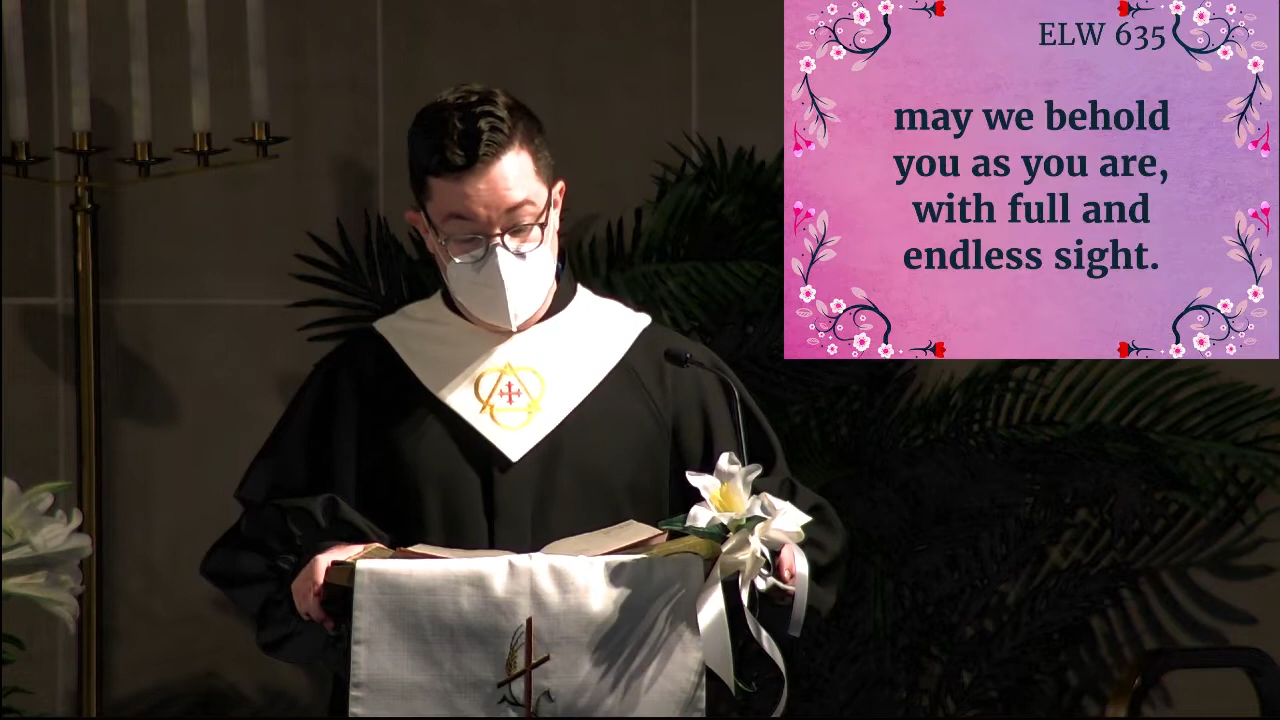 ELW 635
may we behold
you as you are,
with full and
endless sight.